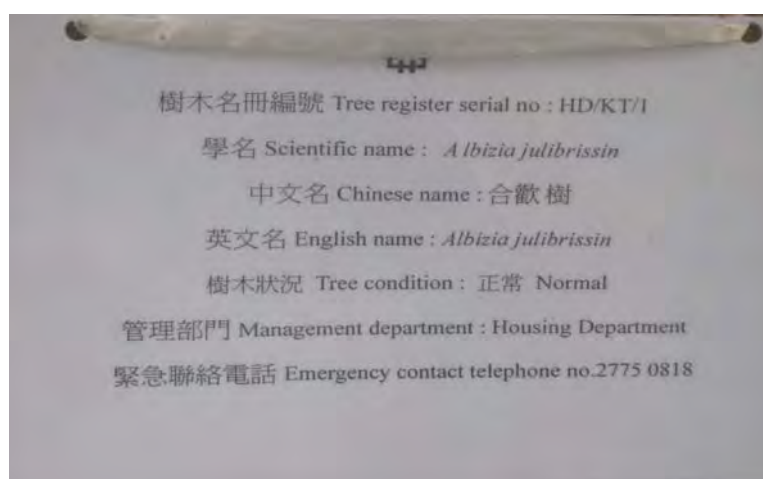 樹木名冊編號 Tree register serial no : HD/KT/1
學名 Scientific name : Albizia julibrissin
中文名 Chinese name : 合歡樹
英文名 English name : Albizia julibrissin
樹木狀況 Tree condition : 正常 Normal
管理部門 Management department : Housing Department
緊急聯絡電話 Emergency contact telephone no.2775 0818